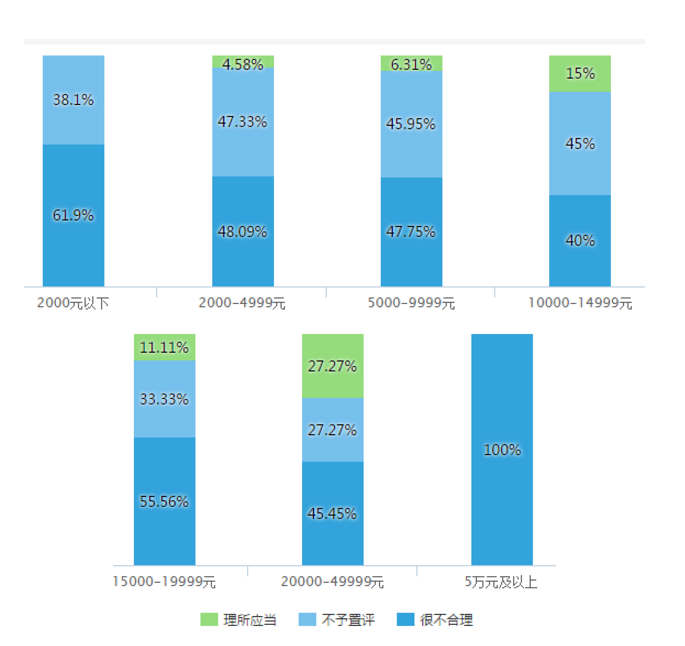 4.58% 6.31% 15%
38.1% 47.33% 45.95% 45%
61.9% 48.09% 47.75% 40%
2000元以下 2000-4999元 5000-9999元 10000-14999元
11.11% 27.27%
33.33% 27.27% 100%
55.56% 45.45%
15000-19999元 20000-49999元 5万元及以上
理所应当 不予置评 很不合理